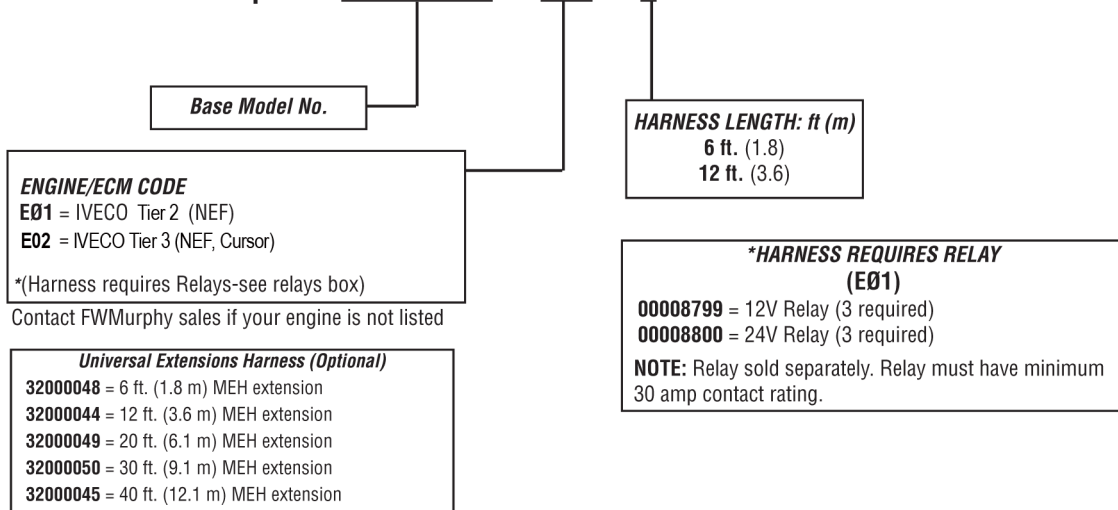 Base Model No.
HARNESS LENGTH: ft (m)
6 ft. (1.8)
12 ft. (3.6)
ENGINE/ECM CODE
EØ1 = IVECO Tier 2 (NEF)
E02 = IVECO Tier 3 (NEF, Cursor)
*(Harness requires Relays-see relays box)
Contact FWMurphy sales if your engine is not listed
*HARNESS REQUIRES RELAY
(EØ1)
00008799 = 12V Relay (3 required)
00008800 = 24V Relay (3 required)
NOTE: Relay sold separately. Relay must have minimum
30 amp contact rating.
Universal Extensions Harness (Optional)
32000048 = 6 ft. (1.8 m) MEH extension
32000044 = 12 ft. (3.6 m) MEH extension
32000049 = 20 ft. (6.1 m) MEH extension
32000050 = 30 ft. (9.1 m) MEH extension
32000045 = 40 ft. (12.1 m) MEH extension